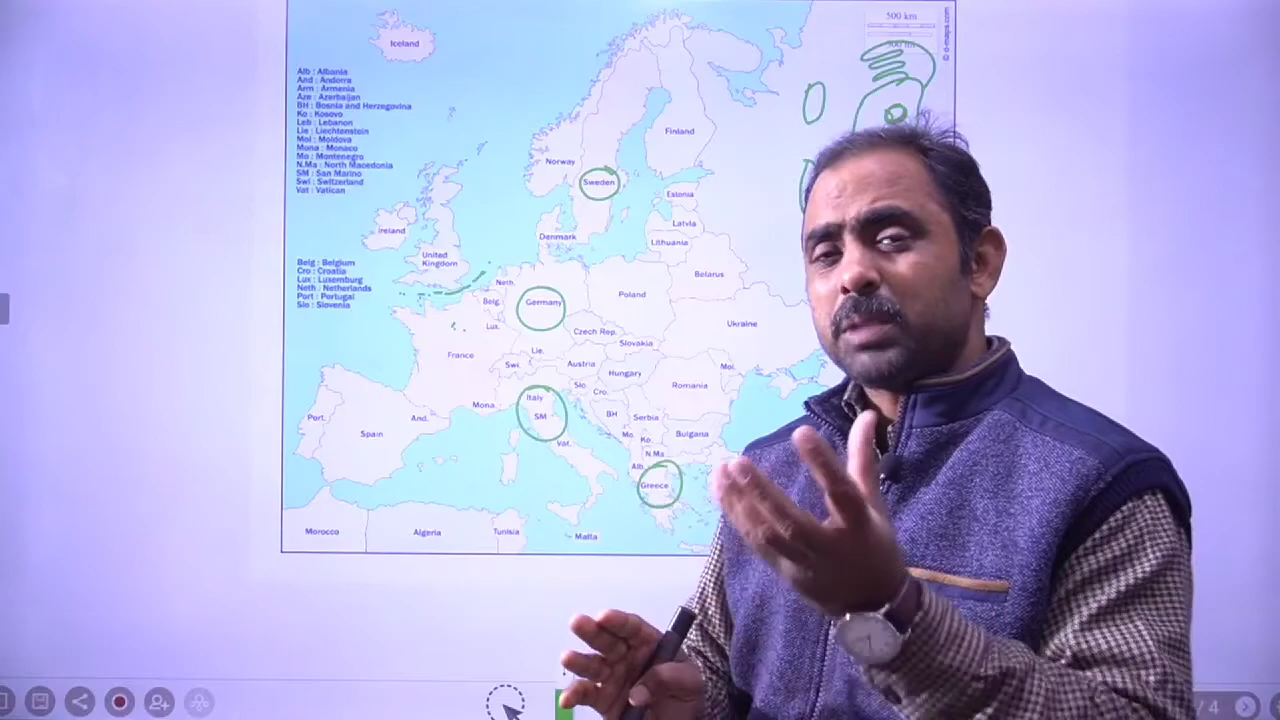 500 km
© d-maps.com
Iceland
Alb : Albania
And : Andorra
Arm : Armenia
Aze : Azerbaijan
BH : Bosnia and Herzegovina
Ko : Kosovo
Leb : Lebanon
Lie : Liechtenstein
Mol : Moldova
Mona : Monaco
Mo : Montenegro
N.Ma : North Macedonia
SM : San Marino
Swi : Switzerland
Vat : Vatican
Finland
Norway
Sweden
Estonia
Latvia
Ireland
Denmark
Lithuania
United
Kingdom
Belg : Belgium
Cro : Croatia
Lux : Luxemburg
Neth : Netherlands
Port : Portugal
Slo : Slovenia
Belarus
Neth.
Poland
Belg.
Germany
Lux.
Ukraine
Czech Rep.
Slovakia
France
Lie.
Swi.
Austria
Hungary
Moi.
Romania
Slo.
Cro.
Italy
Mona.
SM
BH
Serbia
Port.
And.
Spain
Mo.
Ko.
Bulgaria
Vat.
N.Ma
Alb.
Greece
Morocco
Algeria
Tunisia
Malta
/ 4